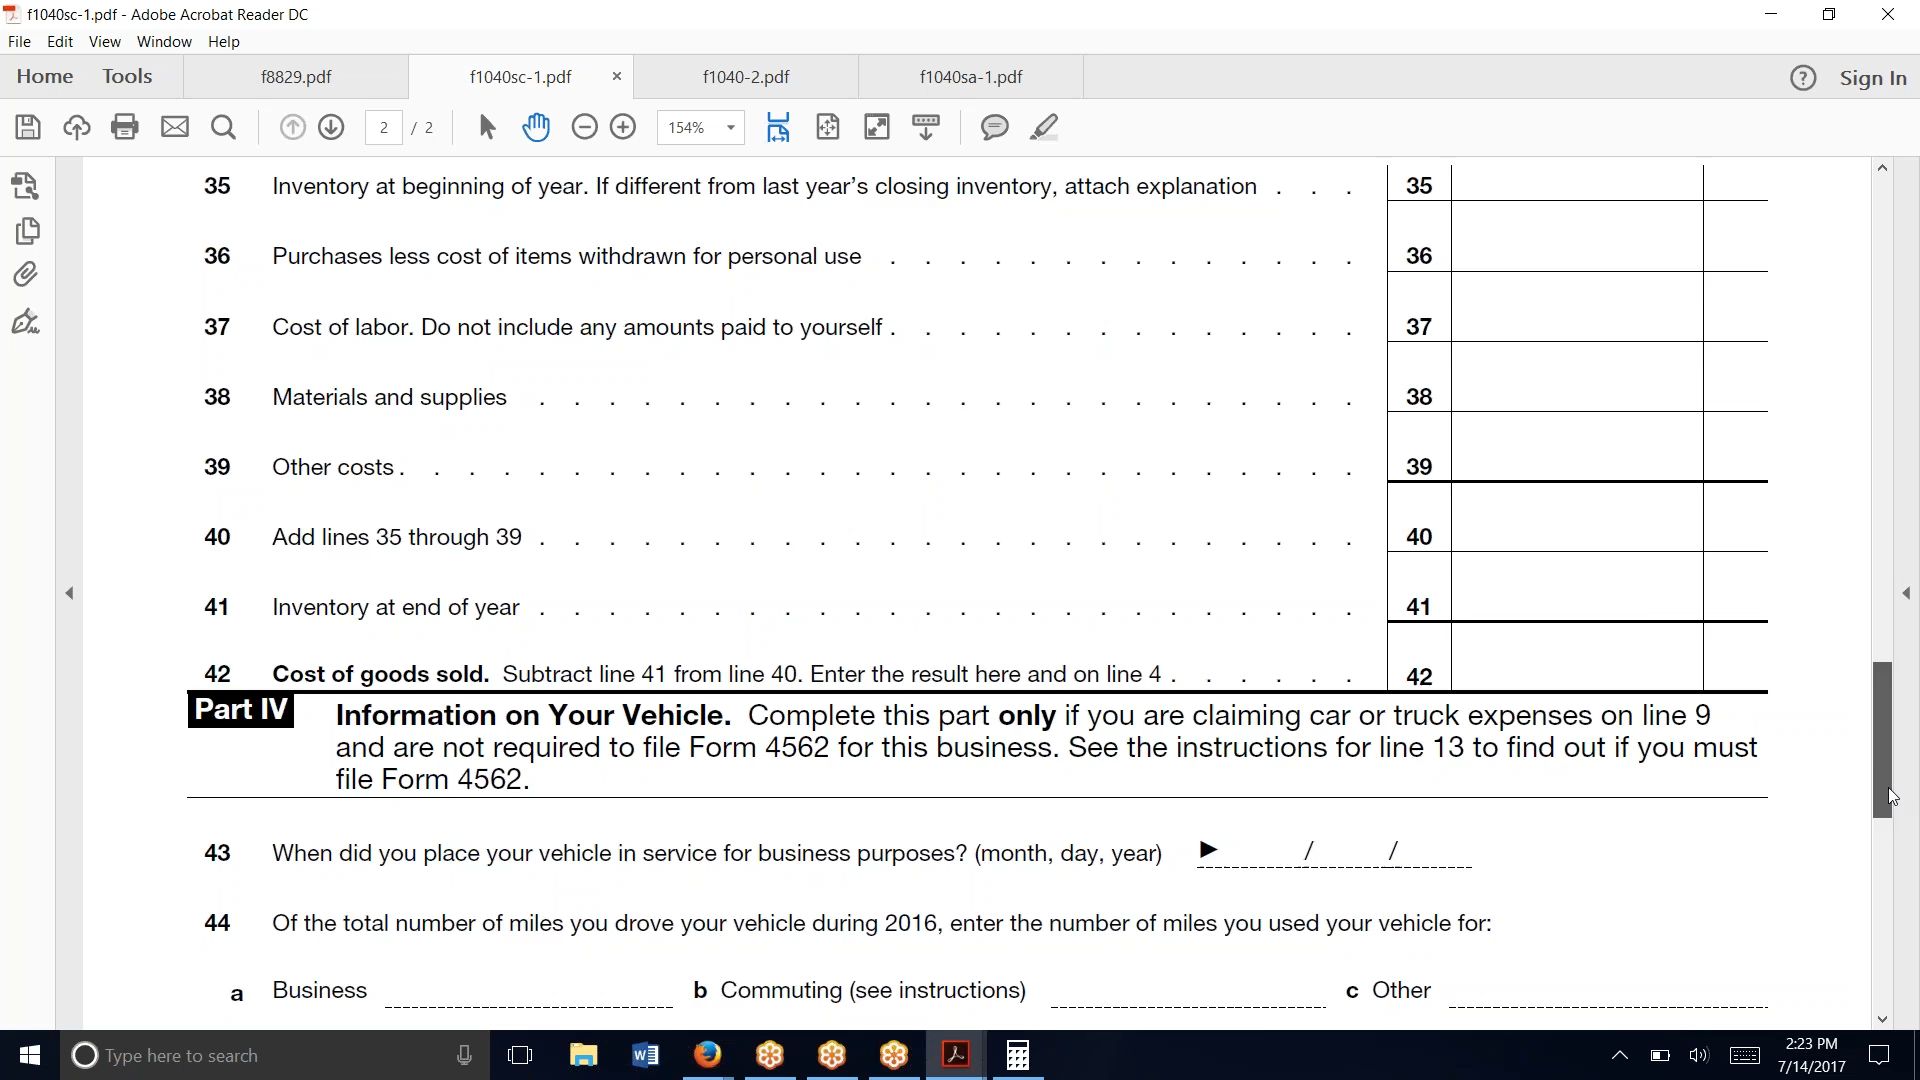 f1040sc-1.pdf - Adobe Acrobat Reader DC
File Edit View Window Help
Home Tools f8829.pdf f1040sc-1.pdf × f1040-2.pdf f1040sa-1.pdf ? Sign In
2 / 2 154%
35 Inventory at beginning of year. If different from last year’s closing inventory, attach explanation . . . 35
36 Purchases less cost of items withdrawn for personal use . . . . . . . . . . . . . . 36
37 Cost of labor. Do not include any amounts paid to yourself . . . . . . . . . . . . . . 37
38 Materials and supplies . . . . . . . . . . . . . . . . . . . . . . . . 38
39 Other costs . . . . . . . . . . . . . . . . . . . . . . . . . . . . 39
40 Add lines 35 through 39 . . . . . . . . . . . . . . . . . . . . . . . . 40
41 Inventory at end of year . . . . . . . . . . . . . . . . . . . . . . . . 41
42 Cost of goods sold. Subtract line 41 from line 40. Enter the result here and on line 4 . . . . . . 42
Part IV Information on Your Vehicle. Complete this part only if you are claiming car or truck expenses on line 9
and are not required to file Form 4562 for this business. See the instructions for line 13 to find out if you must
file Form 4562.
43 When did you place your vehicle in service for business purposes? (month, day, year) ▶ / /
44 Of the total number of miles you drove your vehicle during 2016, enter the number of miles you used your vehicle for:
a Business b Commuting (see instructions) c Other
Type here to search 2:23 PM
7/14/2017